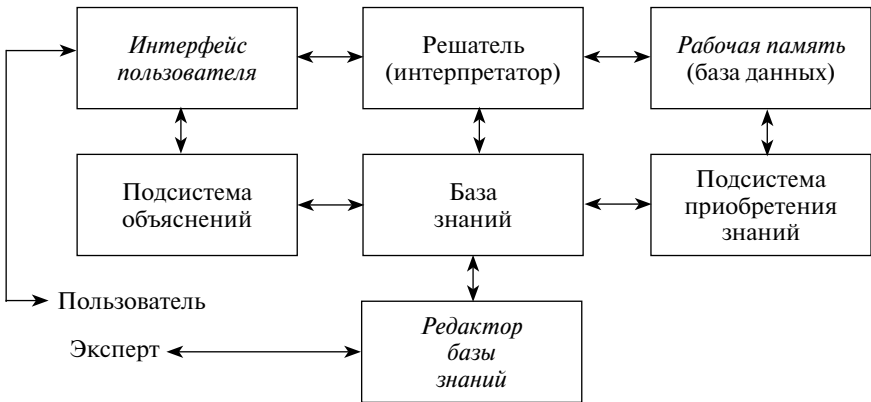 Интерфейс
пользователя
Решатель
(интерпретатор)
Рабочая память
(база данных)
Подсистема
объяснений
База
знаний
Подсистема
приобретения
знаний
Пользователь
Эксперт
Редактор
базы
знаний